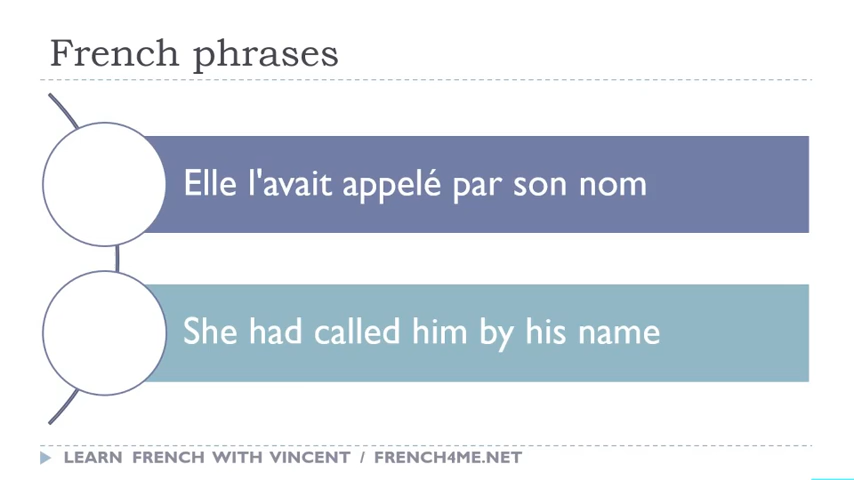 French phrases
Elle l'avait appelé par son nom
She had called him by his name
LEARN FRENCH WITH VINCENT / FRENCH4ME.NET